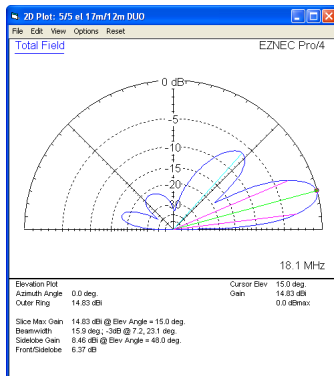 2D Plot: 5/5 el 17m/12m DUO
File Edit View Options Reset
Total Field EZNEC Pro/4
0 dB
-5
-10
-15
-20
-30
18.1 MHz
Elevation Plot Cursor Elev 15.0 deg.
Azimuth Angle 0.0 deg. Gain 14.83 dBi
Outer Ring 14.83 dBi 0.0 dBmax
Slice Max Gain 14.83 dBi @ Elev Angle = 15.0 deg.
Beamwidth 15.9 deg.; -3dB @ 7.2, 23.1 deg.
Sidelobe Gain 8.46 dBi @ Elev Angle = 48.0 deg.
Front/Sidelobe 6.37 dB